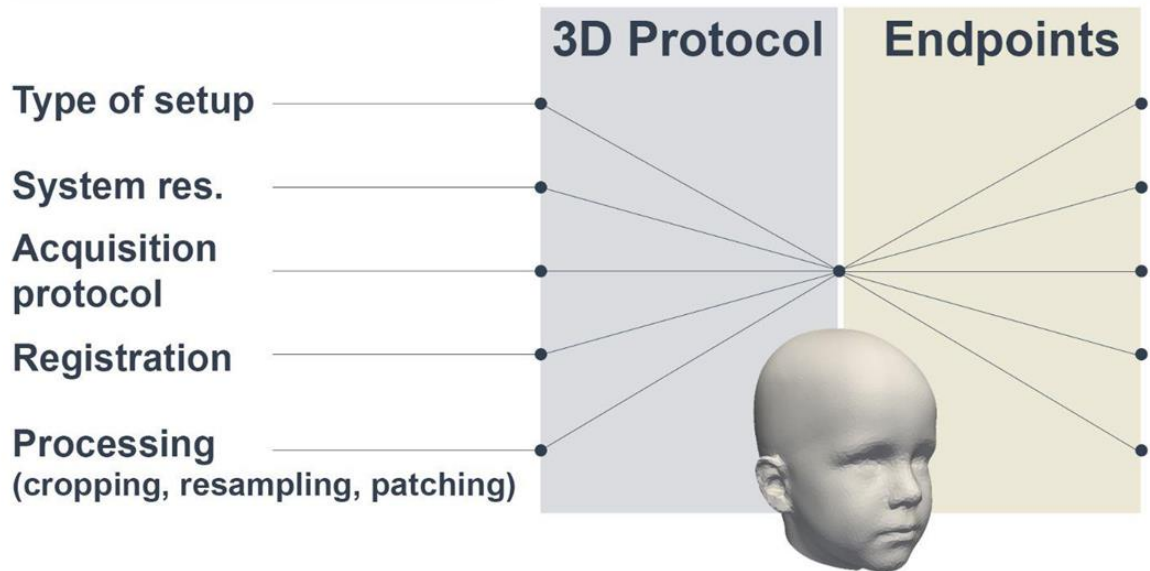 3D Protocol
Endpoints
Type of setup
System res.
Acquisition
protocol
Registration
Processing
(cropping, resampling, patching)